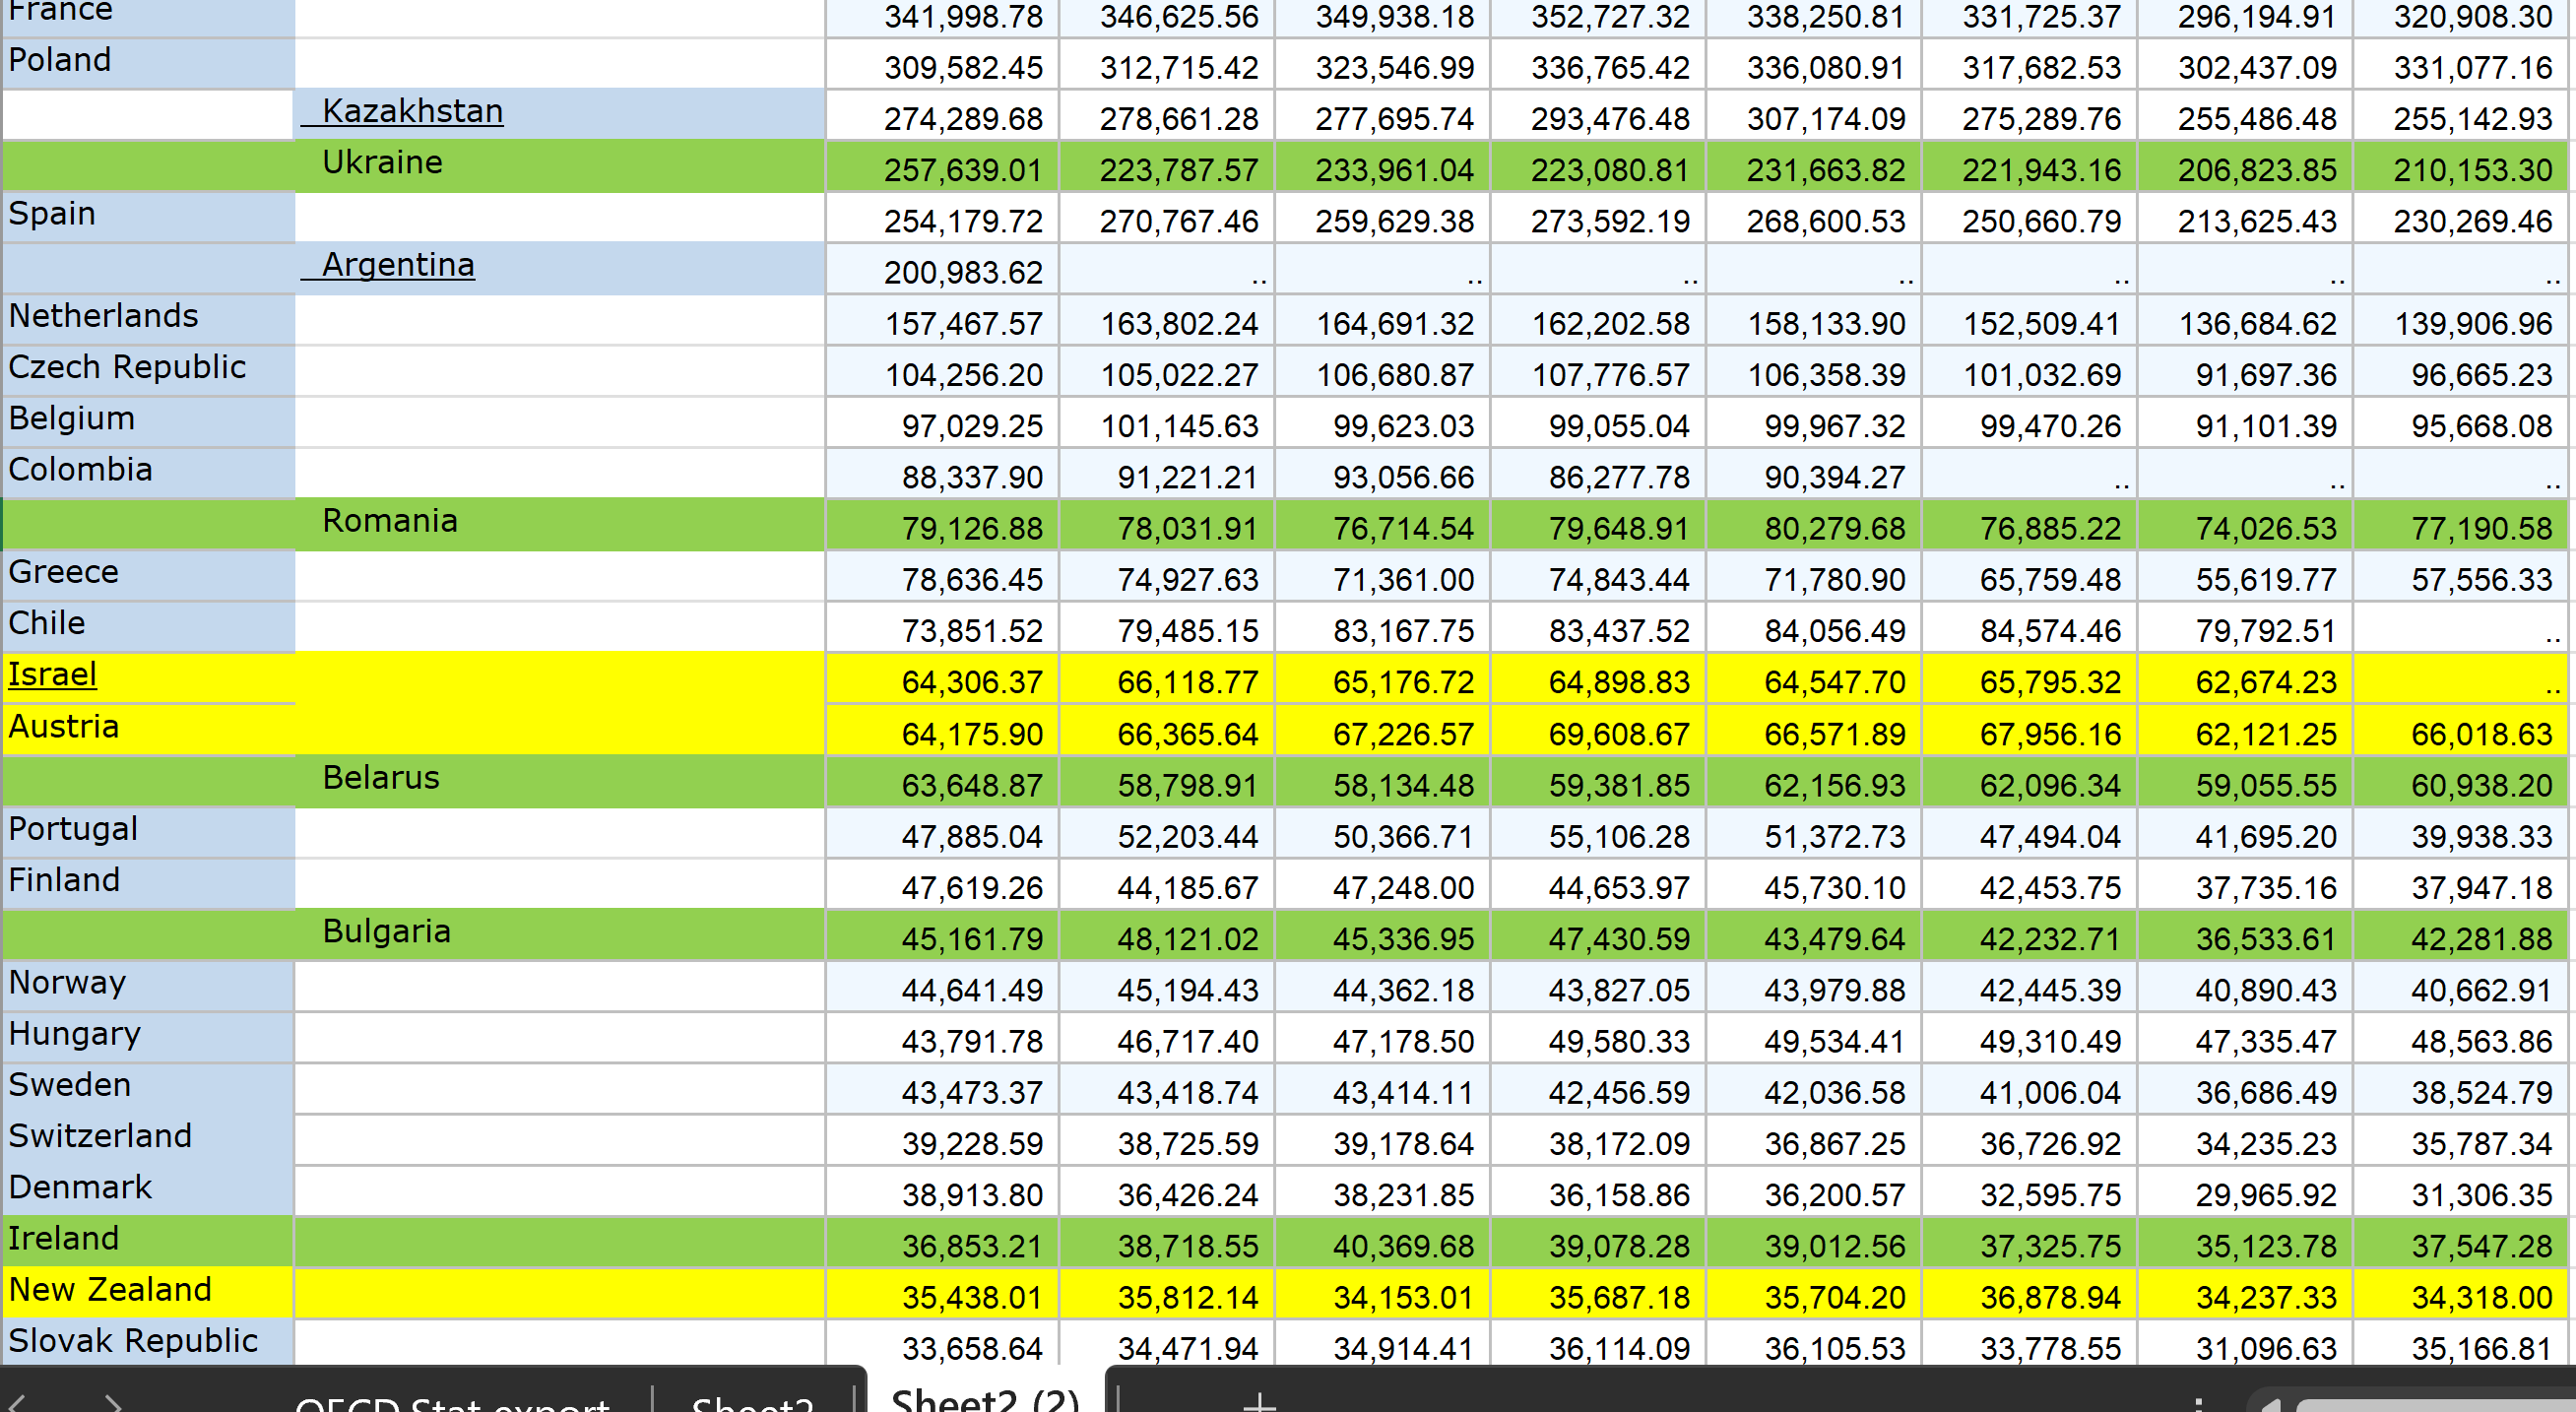 France 341,998.78 346,625.56 349,938.18 352,727.32 338,250.81 331,725.37 296,194.91 320,908.30
Poland 309,582.45 312,715.42 323,546.99 336,765.42 336,080.91 317,682.53 302,437.09 331,077.16
Kazakhstan 274,289.68 278,661.28 277,695.74 293,476.48 307,174.09 275,289.76 255,486.48 255,142.93
Ukraine 257,639.01 223,787.57 233,961.04 223,080.81 231,663.82 221,943.16 206,823.85 210,153.30
Spain 254,179.72 270,767.46 259,629.38 273,592.19 268,600.53 250,660.79 213,625.43 230,269.46
Argentina 200,983.62 .. .. .. .. .. .. ..
Netherlands 157,467.57 163,802.24 164,691.32 162,202.58 158,133.90 152,509.41 136,684.62 139,906.96
Czech Republic 104,256.20 105,022.27 106,680.87 107,776.57 106,358.39 101,032.69 91,697.36 96,665.23
Belgium 97,029.25 101,145.63 99,623.03 99,055.04 99,967.32 99,470.26 91,101.39 95,668.08
Colombia 88,337.90 91,221.21 93,056.66 86,277.78 90,394.27 .. .. ..
Romania 79,126.88 78,031.91 76,714.54 79,648.91 80,279.68 76,885.22 74,026.53 77,190.58
Greece 78,636.45 74,927.63 71,361.00 74,843.44 71,780.90 65,759.48 55,619.77 57,556.33
Chile 73,851.52 79,485.15 83,167.75 83,437.52 84,056.49 84,574.46 79,792.51 ..
Israel 64,306.37 66,118.77 65,176.72 64,898.83 64,547.70 65,795.32 62,674.23 ..
Austria 64,175.90 66,365.64 67,226.57 69,608.67 66,571.89 67,956.16 62,121.25 66,018.63
Belarus 63,648.87 58,798.91 58,134.48 59,381.85 62,156.93 62,096.34 59,055.55 60,938.20
Portugal 47,885.04 52,203.44 50,366.71 55,106.28 51,372.73 47,494.04 41,695.20 39,938.33
Finland 47,619.26 44,185.67 47,248.00 44,653.97 45,730.10 42,453.75 37,735.16 37,947.18
Bulgaria 45,161.79 48,121.02 45,336.95 47,430.59 43,479.64 42,232.71 36,533.61 42,281.88
Norway 44,641.49 45,194.43 44,362.18 43,827.05 43,979.88 42,445.39 40,890.43 40,662.91
Hungary 43,791.78 46,717.40 47,178.50 49,580.33 49,534.41 49,310.49 47,335.47 48,563.86
Sweden 43,473.37 43,418.74 43,414.11 42,456.59 42,036.58 41,006.04 36,686.49 38,524.79
Switzerland 39,228.59 38,725.59 39,178.64 38,172.09 36,867.25 36,726.92 34,235.23 35,787.34
Denmark 38,913.80 36,426.24 38,231.85 36,158.86 36,200.57 32,595.75 29,965.92 31,306.35
Ireland 36,853.21 38,718.55 40,369.68 39,078.28 39,012.56 37,325.75 35,123.78 37,547.28
New Zealand 35,438.01 35,812.14 34,153.01 35,687.18 35,704.20 36,878.94 34,237.33 34,318.00
Slovak Republic 33,658.64 34,471.94 34,914.41 36,114.09 36,105.53 33,778.55 31,096.63 35,166.81
OECD.Stat export Sheet2 Sheet2 (2) +